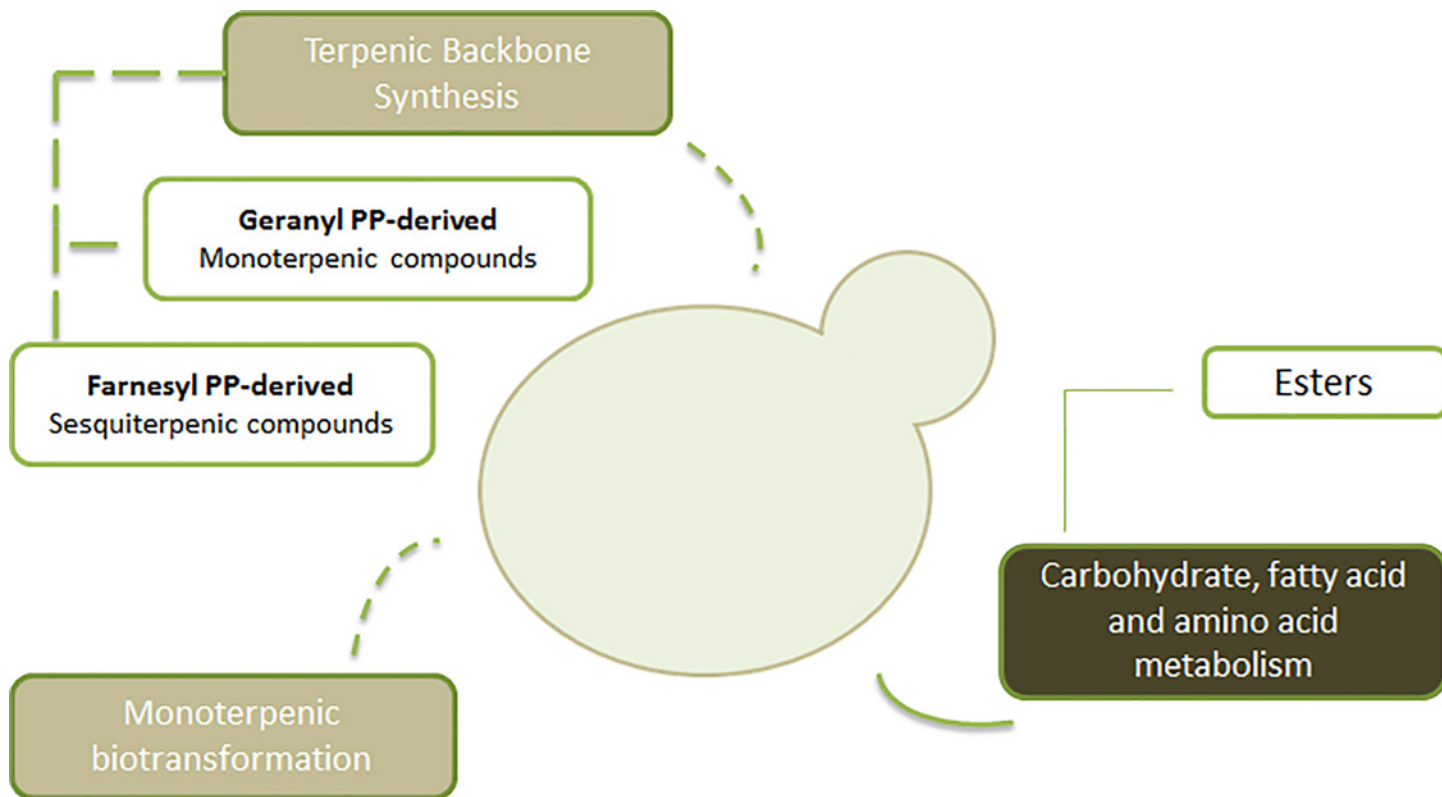 Terpenic Backbone
Synthesis
Geranyl PP-derived
Monoterpenic compounds
Farnesyl PP-derived
Sesquiterpenic compounds
Esters
Carbohydrate, fatty acid
and amino acid
metabolism
Monoterpenic
biotransformation